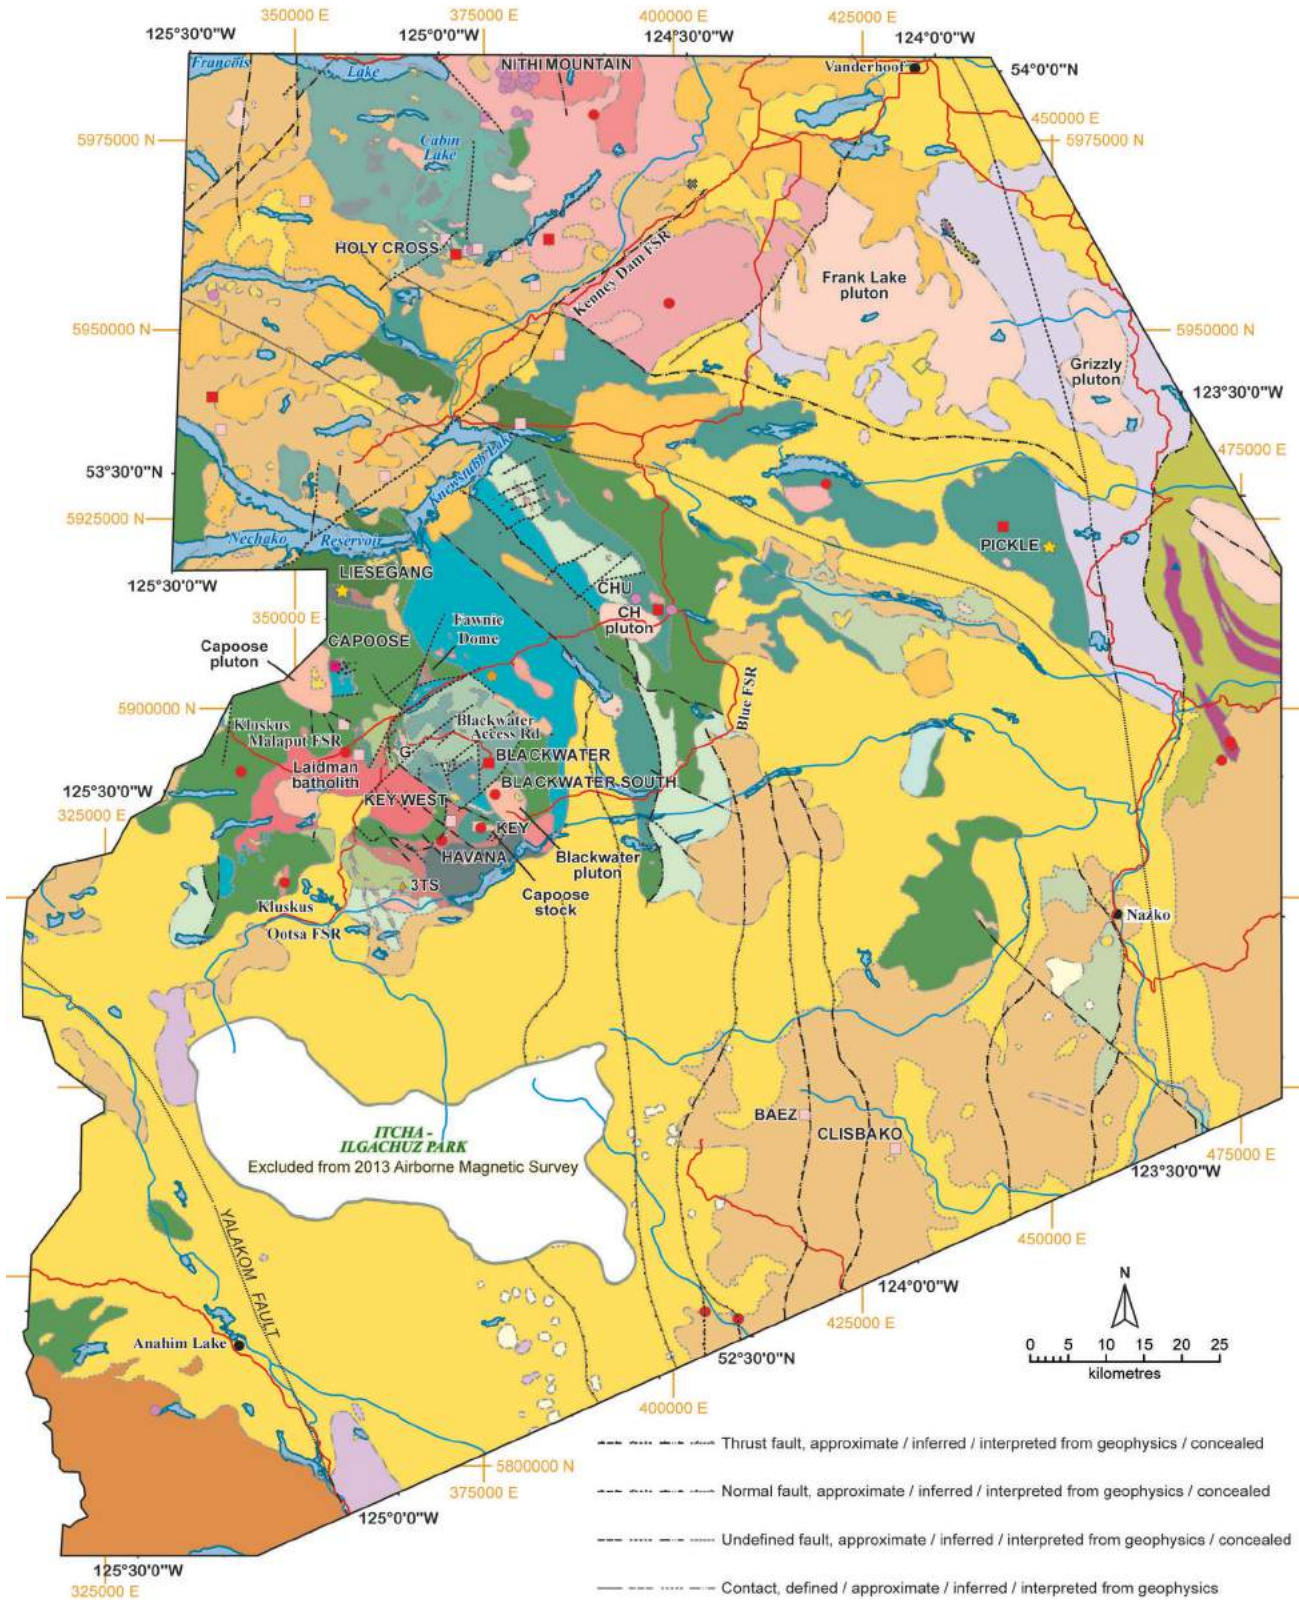 350000 E
375000 E
400000 E
425000 E
125°30'0"W
125°0'0"W
124°30'0"W
124°0'0"W
Francois
Lake
NITHI MOUNTAIN
Vanderhoof
54°0'0"N
450000 E
5975000 N
5975000 N
Cabin
Lake
HOLY CROSS
Kenney Dam FSR
Frank Lake
pluton
5950000 N
5950000 N
Grizzly
pluton
123°30'0"W
475000 E
53°30'0"N
Knewstubb Lake
5925000 N
Nechako
Reservoir
PICKLE
125°30'0"W
LIESEGANG
CHU
CH
pluton
350000 E
Fawnie
Dome
CAPOOSE
Capoose
pluton
Blue FSR
5900000 N
Kluskus
Malaput FSR
Blackwater
Access Rd
G
BLACKWATER
Laidman
batholith
BLACKWATER SOUTH
125°30'0"W
KEY WEST
325000 E
KEY
HAVANA
Blackwater
pluton
3TS
Capoose
stock
Kluskus
Ootsa FSR
Nazko
ITCHA -
ILGACHUZ PARK
Excluded from 2013 Airborne Magnetic Survey
BAEZ
CLISBAKO
475000 E
123°30'0"W
YALAKOM FAULT
450000 E
124°0'0"W
N
425000 E
Anahim Lake
0 5 10 15 20 25
kilometres
52°30'0"N
400000 E
Thrust fault, approximate / inferred / interpreted from geophysics / concealed
5800000 N
375000 E
Normal fault, approximate / inferred / interpreted from geophysics / concealed
125°0'0"W
Undefined fault, approximate / inferred / interpreted from geophysics / concealed
125°30'0"W
325000 E
Contact, defined / approximate / inferred / interpreted from geophysics